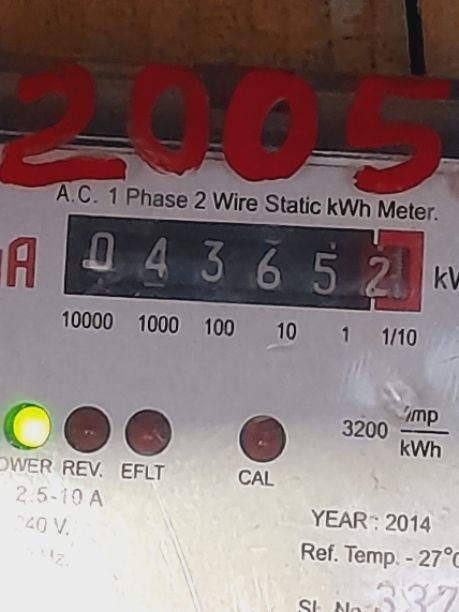 2005
A.C. 1 Phase 2 Wire Static kWh Meter.
A 0 4 3 6 5 2
10000 1000 100 10 1 1/10
3200 imp/kWh
REV. EFLT CAL
2.5-10 A
YEAR : 2014
Ref. Temp. - 27°C